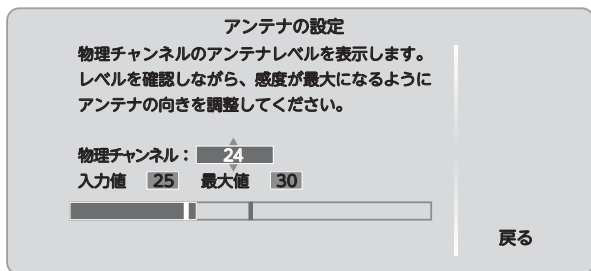 アンテナの設定
物理チャンネルのアンテナレベルを表示します。
レベルを確認しながら、感度が最大になるように
アンテナの向きを調整してください。
物理チャンネル： 24
入力値 25 最大値 30
戻る